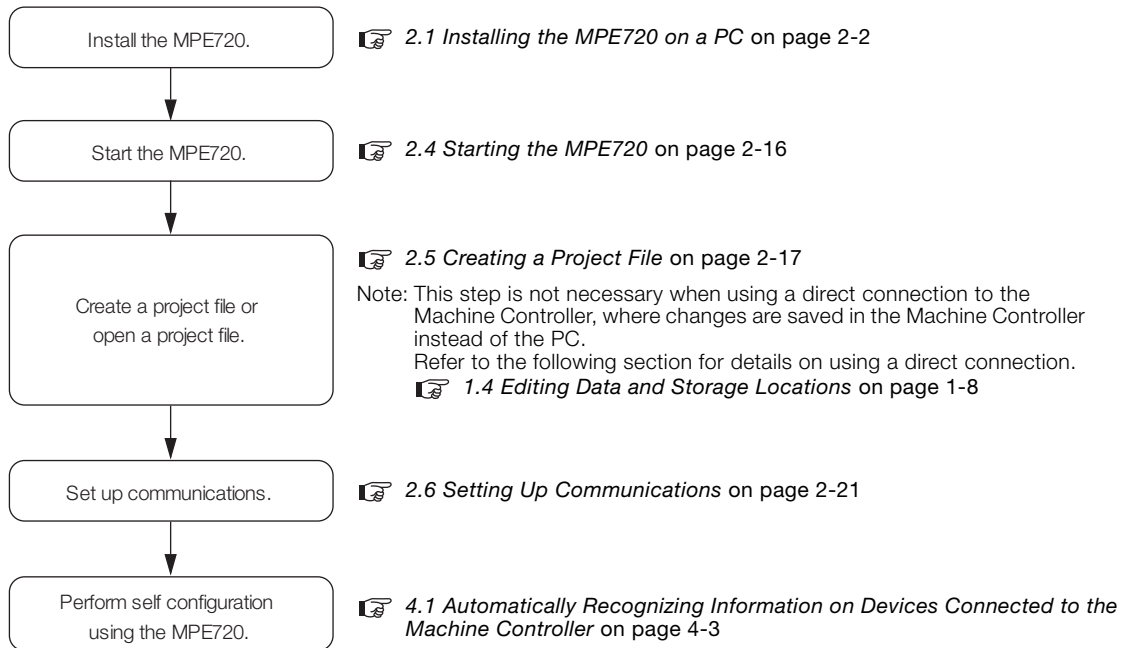 Install the MPE720.
2.1 Installing the MPE720 on a PC on page 2-2
Start the MPE720.
2.4 Starting the MPE720 on page 2-16
Create a project file or
open a project file.
2.5 Creating a Project File on page 2-17
Note: This step is not necessary when using a direct connection to the
Machine Controller, where changes are saved in the Machine Controller
instead of the PC.
Refer to the following section for details on using a direct connection.
1.4 Editing Data and Storage Locations on page 1-8
Set up communications.
2.6 Setting Up Communications on page 2-21
Perform self configuration
using the MPE720.
4.1 Automatically Recognizing Information on Devices Connected to the
Machine Controller on page 4-3